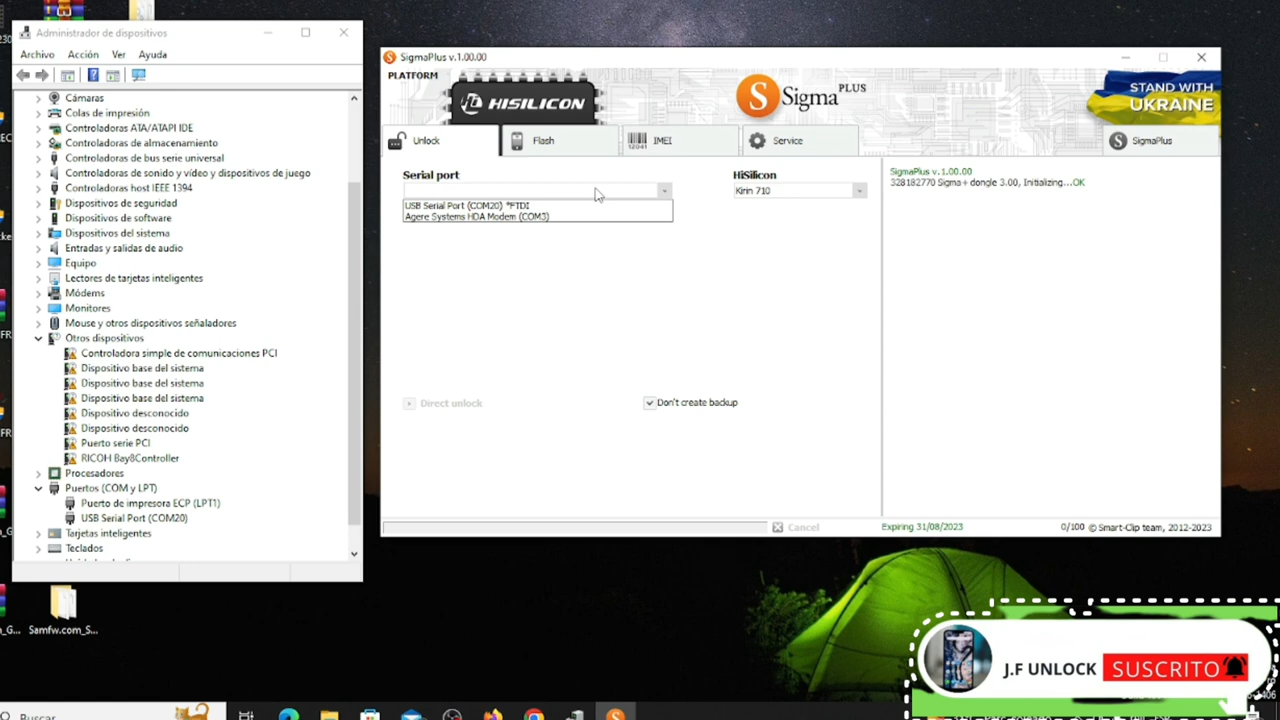 Administrador de dispositivos
Archivo Acción Ver Ayuda
Cámaras
Colas de impresión
Controladoras ATA/ATAPI IDE
Controladoras de almacenamiento
Controladoras de bus serie universal
Controladoras de sonido y vídeo y dispositivos de juego
Controladoras host IEEE 1394
Dispositivos de seguridad
Dispositivos de software
Dispositivos del sistema
Entradas y salidas de audio
Equipo
Lectores de tarjetas inteligentes
Módems
Monitores
Mouse y otros dispositivos señaladores
Otros dispositivos
Controladora simple de comunicaciones PCI
Dispositivo base del sistema
Dispositivo base del sistema
Dispositivo base del sistema
Dispositivo desconocido
Dispositivo desconocido
Puerto serie PCI
RICOH Bay8Controller
Procesadores
Puertos (COM y LPT)
Puerto de impresora ECP (LPT1)
USB Serial Port (COM20)
Tarjetas inteligentes
Teclados
Samfw.com_S...
SigmaPlus v.1.00.00
PLATFORM
HISILICON
S Sigma PLUS
STAND WITH
UKRAINE
Unlock Flash IMEI Service SigmaPlus
Serial port
USB Serial Port (COM20) *FTDI
Agere Systems HDA Modem (COM3)
HiSilicon
Kirin 710
SigmaPlus v.1.00.00
328182770 Sigma+ dongle 3.00, Initializing...OK
Direct unlock
Don't create backup
Cancel
Expiring 31/08/2023
0/100 © Smart-Clip team, 2012-2023
J.F UNLOCK SUSCRITO
Buscar